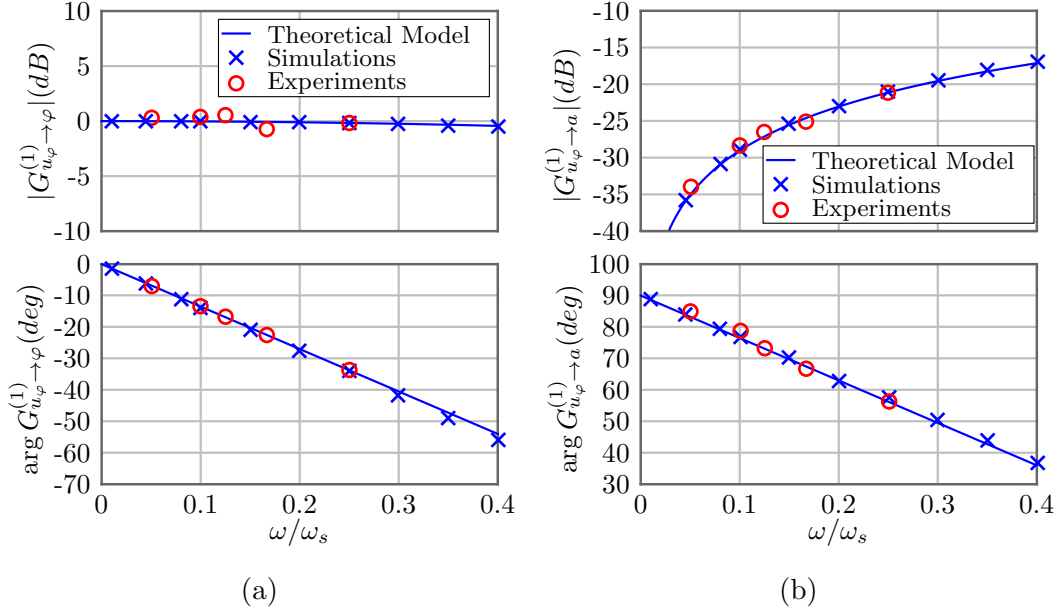 10
5
0
-5
-10
|G^{(1)}_{u_φ→φ}|(dB)
Theoretical Model
Simulations
Experiments
0
-10
-20
-30
-40
-50
-60
-70
arg G^{(1)}_{u_φ→φ}(deg)
0 0.1 0.2 0.3 0.4
ω/ω_s
(a)
-10
-15
-20
-25
-30
-35
-40
|G^{(1)}_{u_φ→a}|(dB)
Theoretical Model
Simulations
Experiments
100
90
80
70
60
50
40
30
arg G^{(1)}_{u_φ→a}(deg)
0 0.1 0.2 0.3 0.4
ω/ω_s
(b)